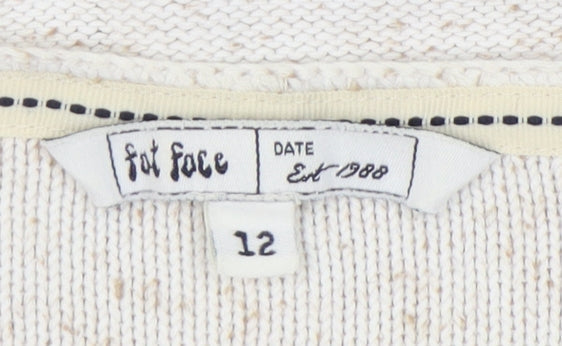 fat face
DATE
Est 1988
12